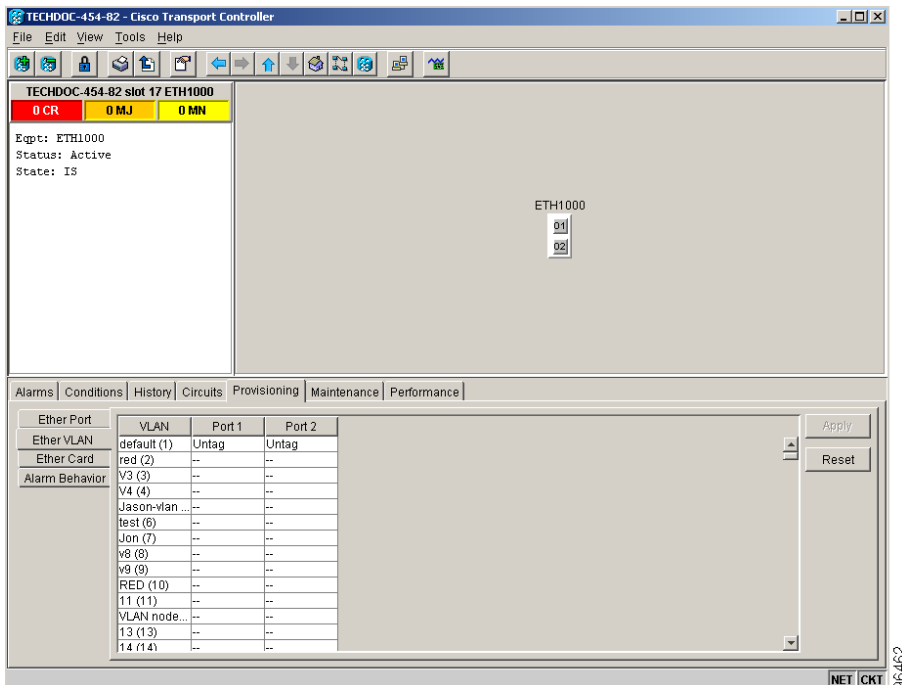 TECHDOC-454-82 - Cisco Transport Controller
File Edit View Tools Help
TECHDOC-454-82 slot 17 ETH1000
0 CR 0 MJ 0 MN
Eqpt: ETH1000
Status: Active
State: IS
ETH1000
01
02
Alarms Conditions History Circuits Provisioning Maintenance Performance
Ether Port
Ether VLAN
Ether Card
Alarm Behavior
VLAN Port 1 Port 2
default (1) Untag Untag
red (2) -- --
V3 (3) -- --
V4 (4) -- --
Jason-vlan ... -- --
test (6) -- --
Jon (7) -- --
v8 (8) -- --
v9 (9) -- --
RED (10) -- --
11 (11) -- --
VLAN node... -- --
13 (13) -- --
14 (14) -- --
Apply
Reset
NET CKT
96462